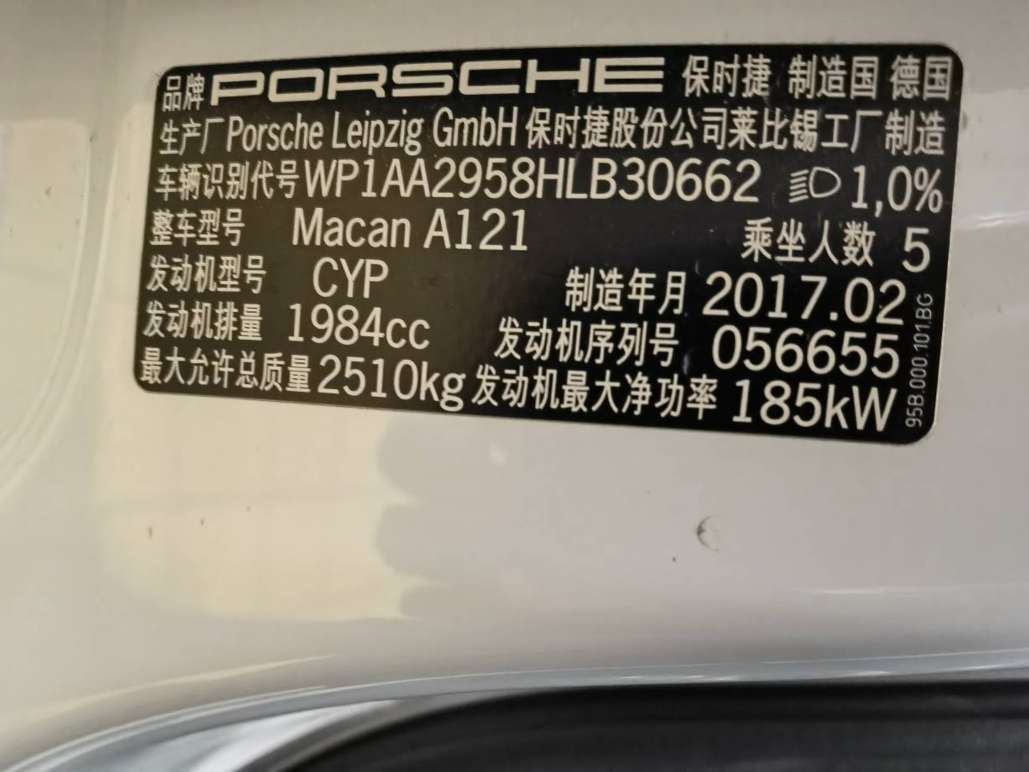 品牌 PORSCHE 保时捷 制造国 德国
生产厂 Porsche Leipzig GmbH 保时捷股份公司莱比锡工厂制造
车辆识别代号 WP1AA2958HLB30662 1,0%
整车型号 Macan A121 乘坐人数 5
发动机型号 CYP 制造年月 2017.02
发动机排量 1984cc 发动机序列号 056655
最大允许总质量 2510kg 发动机最大净功率 185kW
95B.000.101.BG